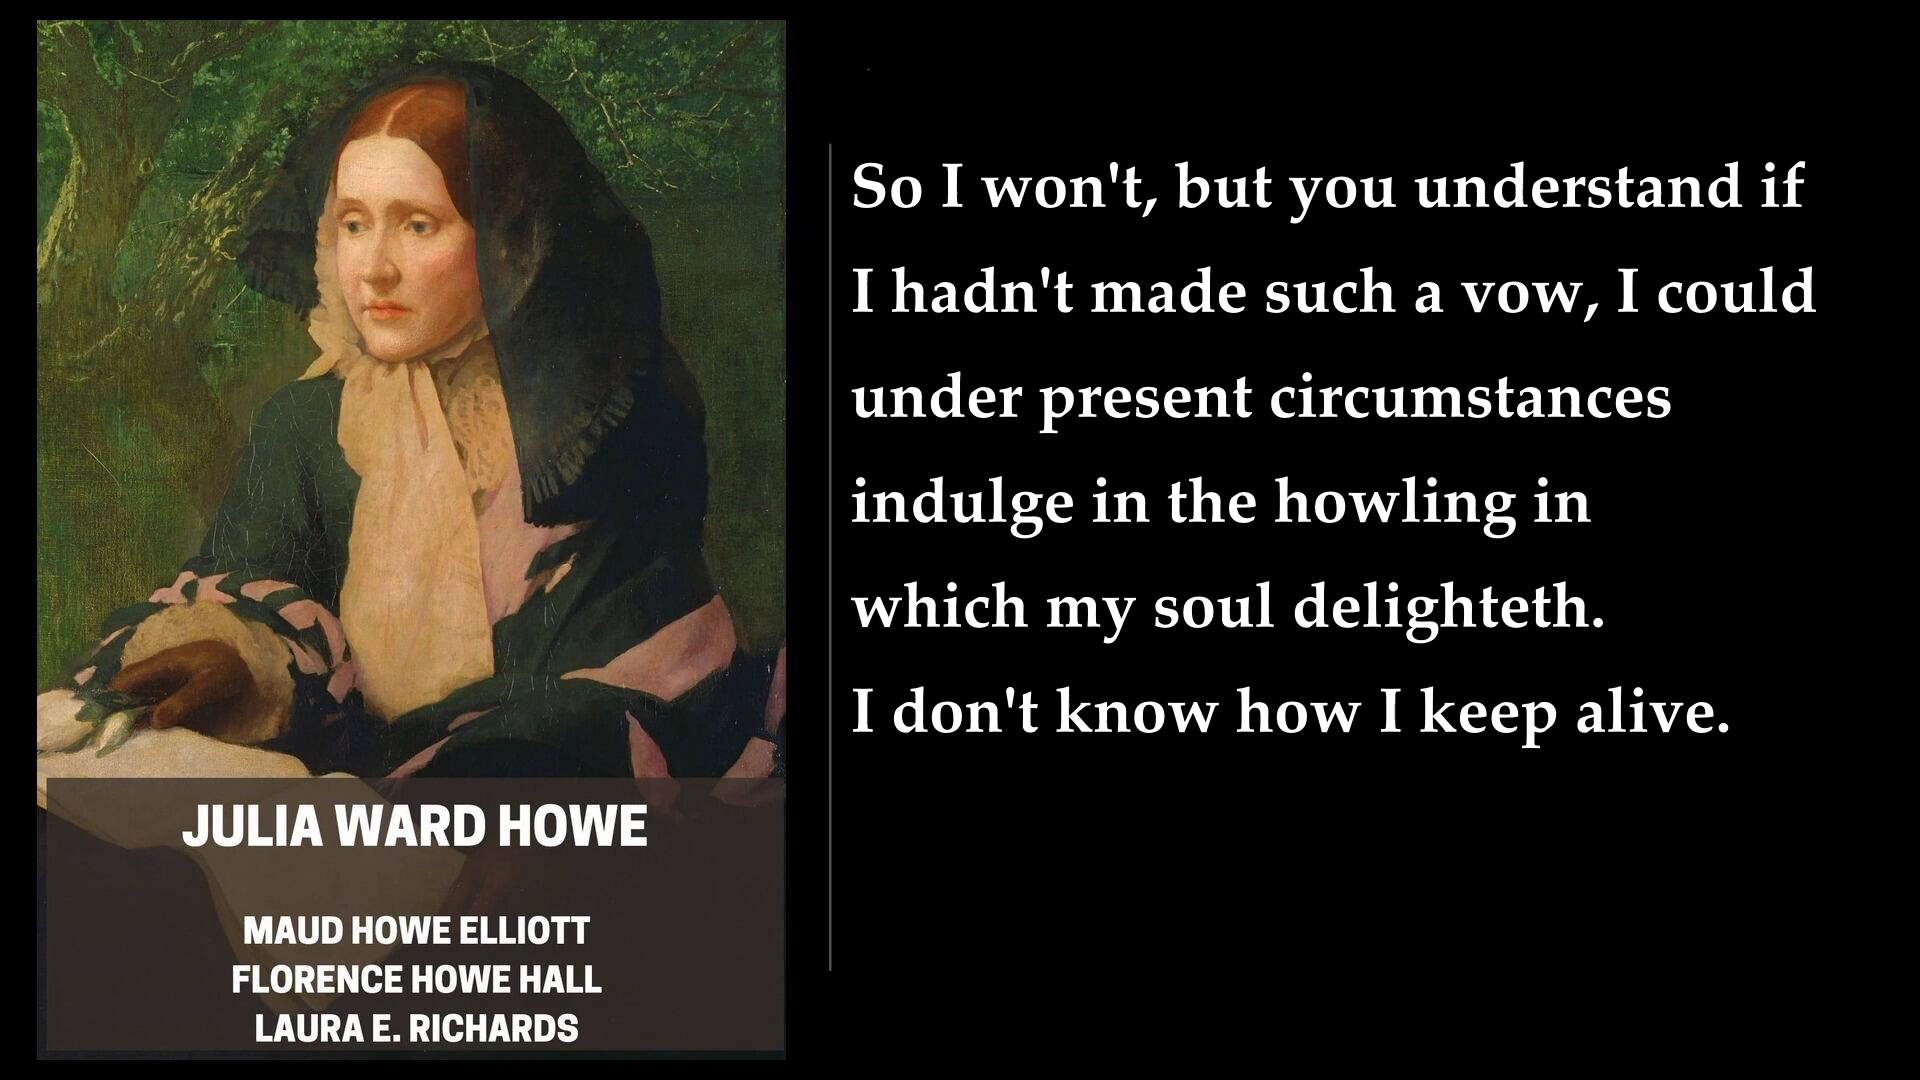 So I won't, but you understand if
I hadn't made such a vow, I could
under present circumstances
indulge in the howling in
which my soul delighteth.
I don't know how I keep alive.
JULIA WARD HOWE
MAUD HOWE ELLIOTT
FLORENCE HOWE HALL
LAURA E. RICHARDS